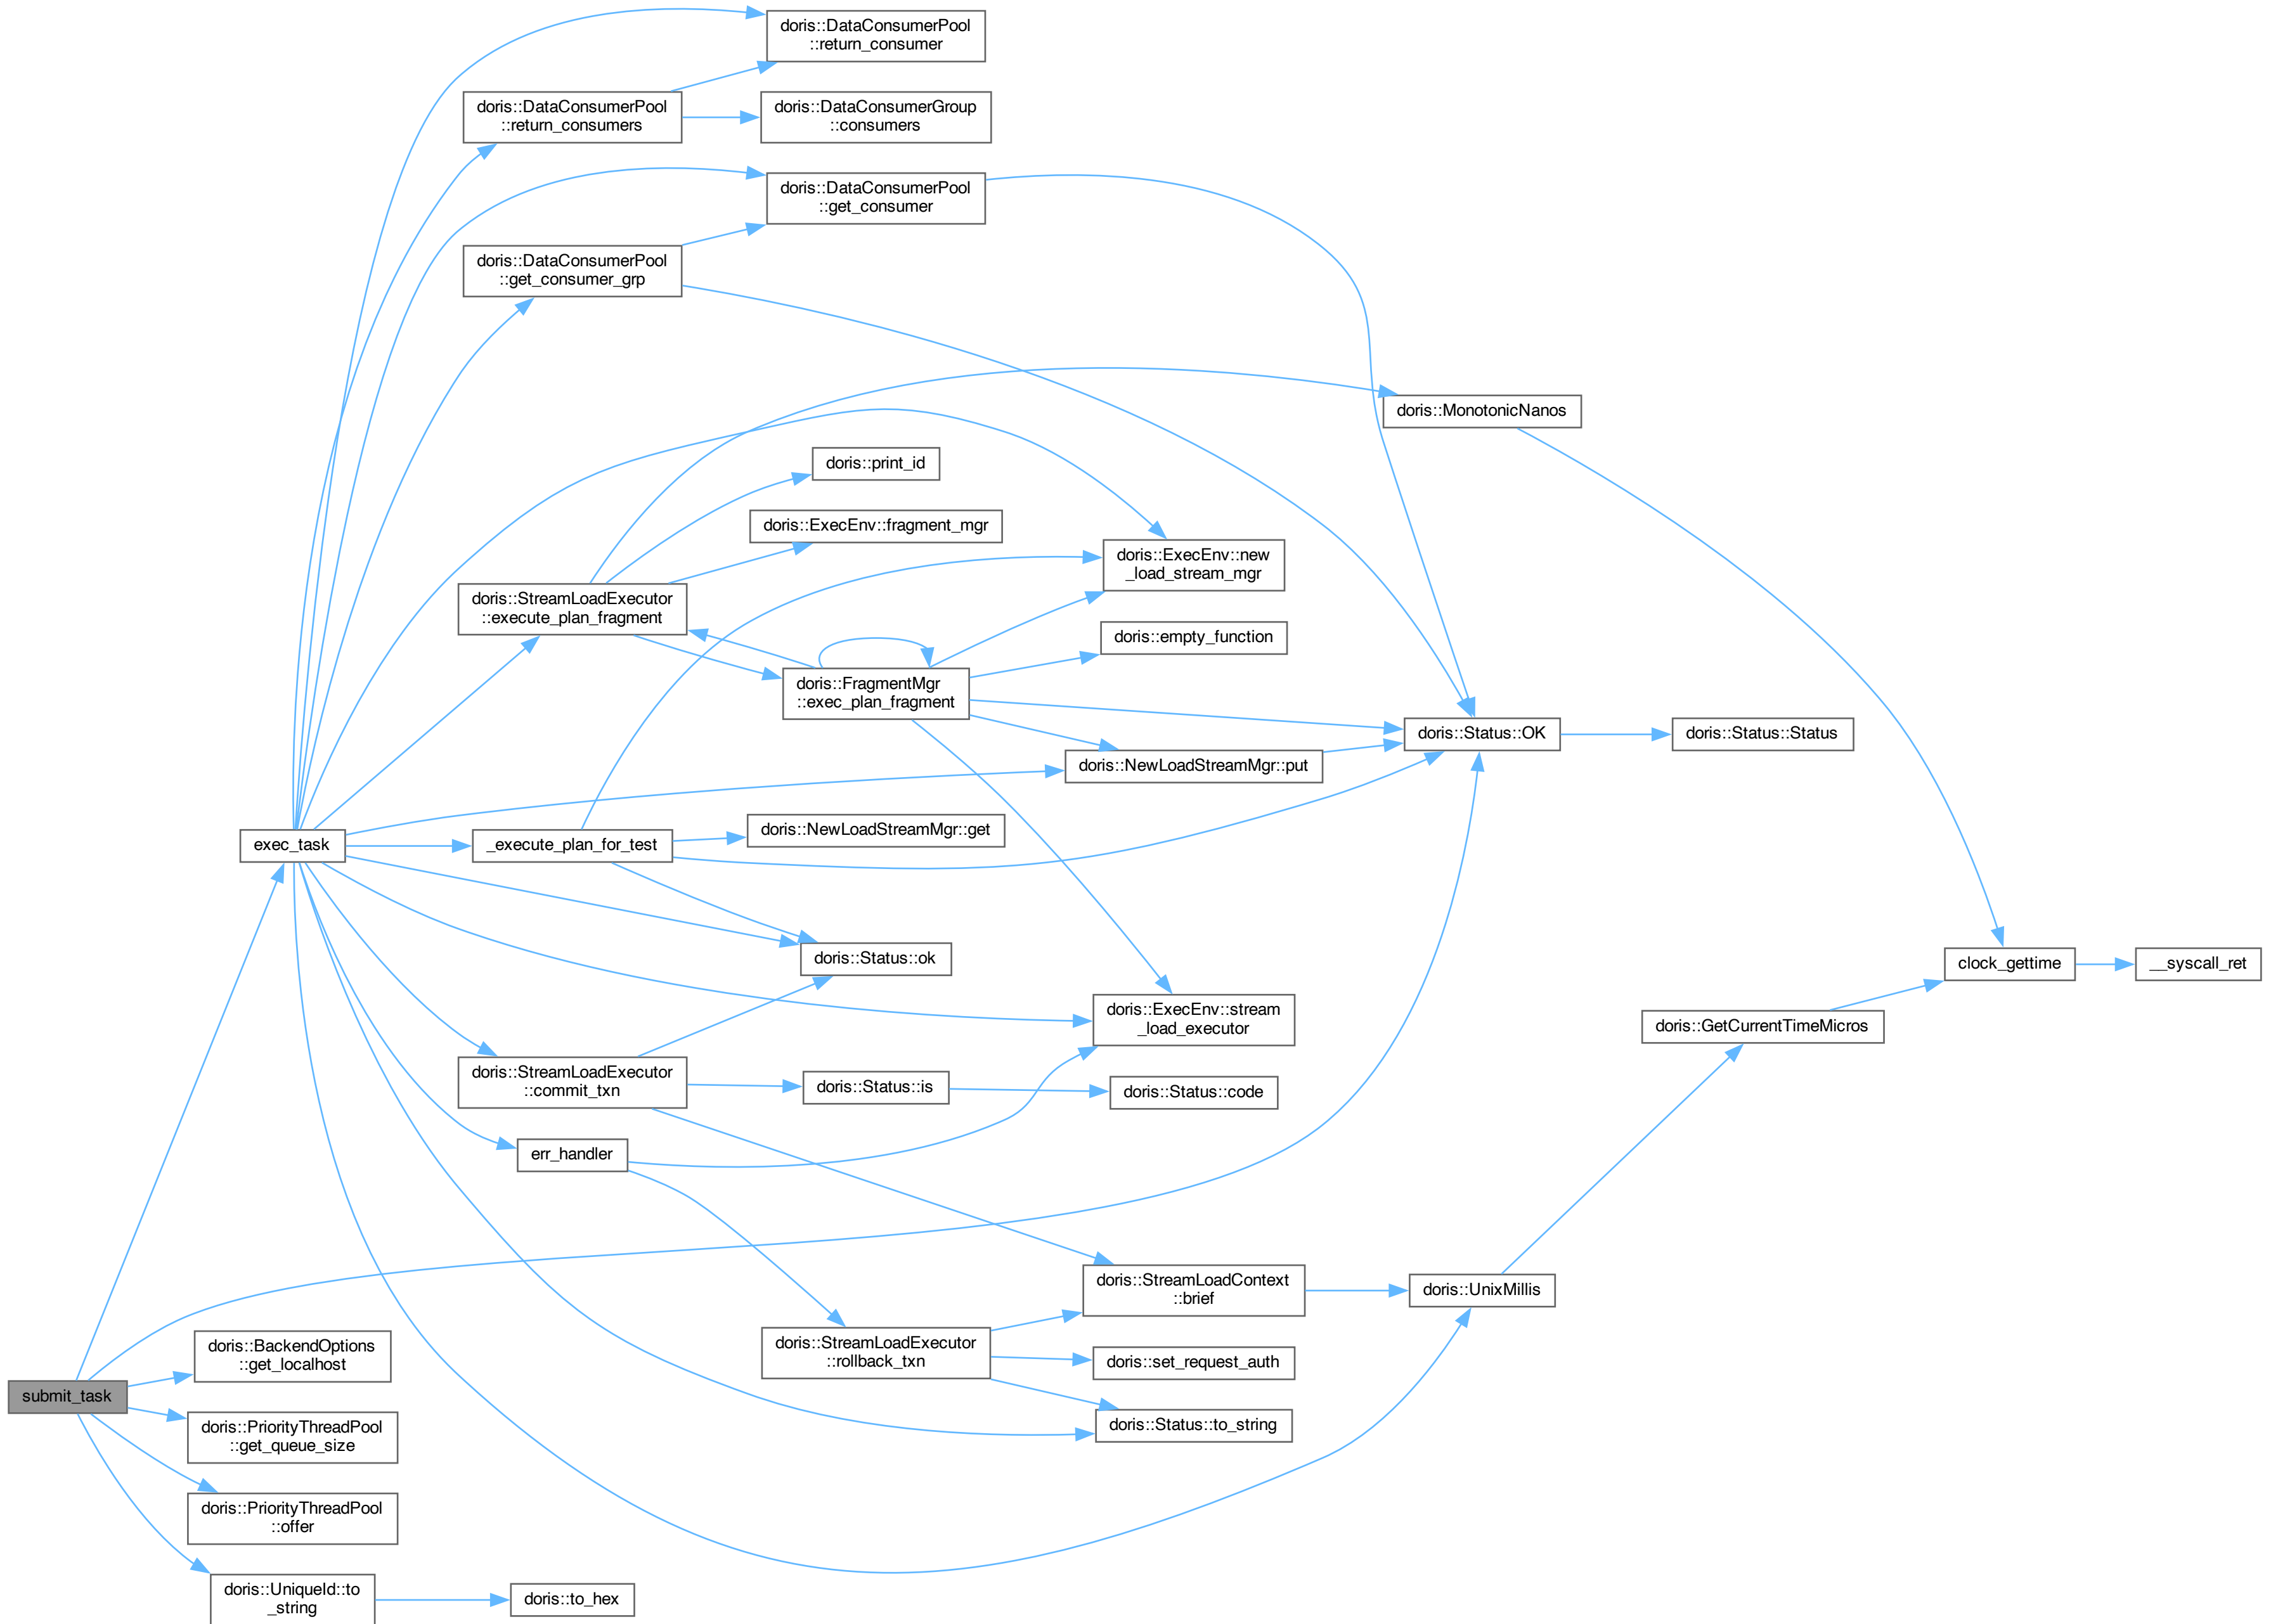 doris::DataConsumerPool
::return_consumer
doris::DataConsumerPool
::return_consumers
doris::DataConsumerGroup
::consumers
doris::DataConsumerPool
::get_consumer
doris::DataConsumerPool
::get_consumer_grp
doris::MonotonicNanos
doris::print_id
doris::ExecEnv::fragment_mgr
doris::ExecEnv::new
_load_stream_mgr
doris::StreamLoadExecutor
::execute_plan_fragment
doris::empty_function
doris::FragmentMgr
::exec_plan_fragment
doris::Status::OK
doris::Status::Status
doris::NewLoadStreamMgr::put
doris::NewLoadStreamMgr::get
exec_task
_execute_plan_for_test
doris::Status::ok
clock_gettime
__syscall_ret
doris::ExecEnv::stream
_load_executor
doris::GetCurrentTimeMicros
doris::StreamLoadExecutor
::commit_txn
doris::Status::is
doris::Status::code
err_handler
doris::StreamLoadContext
::brief
doris::UnixMillis
doris::BackendOptions
::get_localhost
doris::StreamLoadExecutor
::rollback_txn
doris::set_request_auth
submit_task
doris::PriorityThreadPool
::get_queue_size
doris::Status::to_string
doris::PriorityThreadPool
::offer
doris::UniqueId::to
_string
doris::to_hex